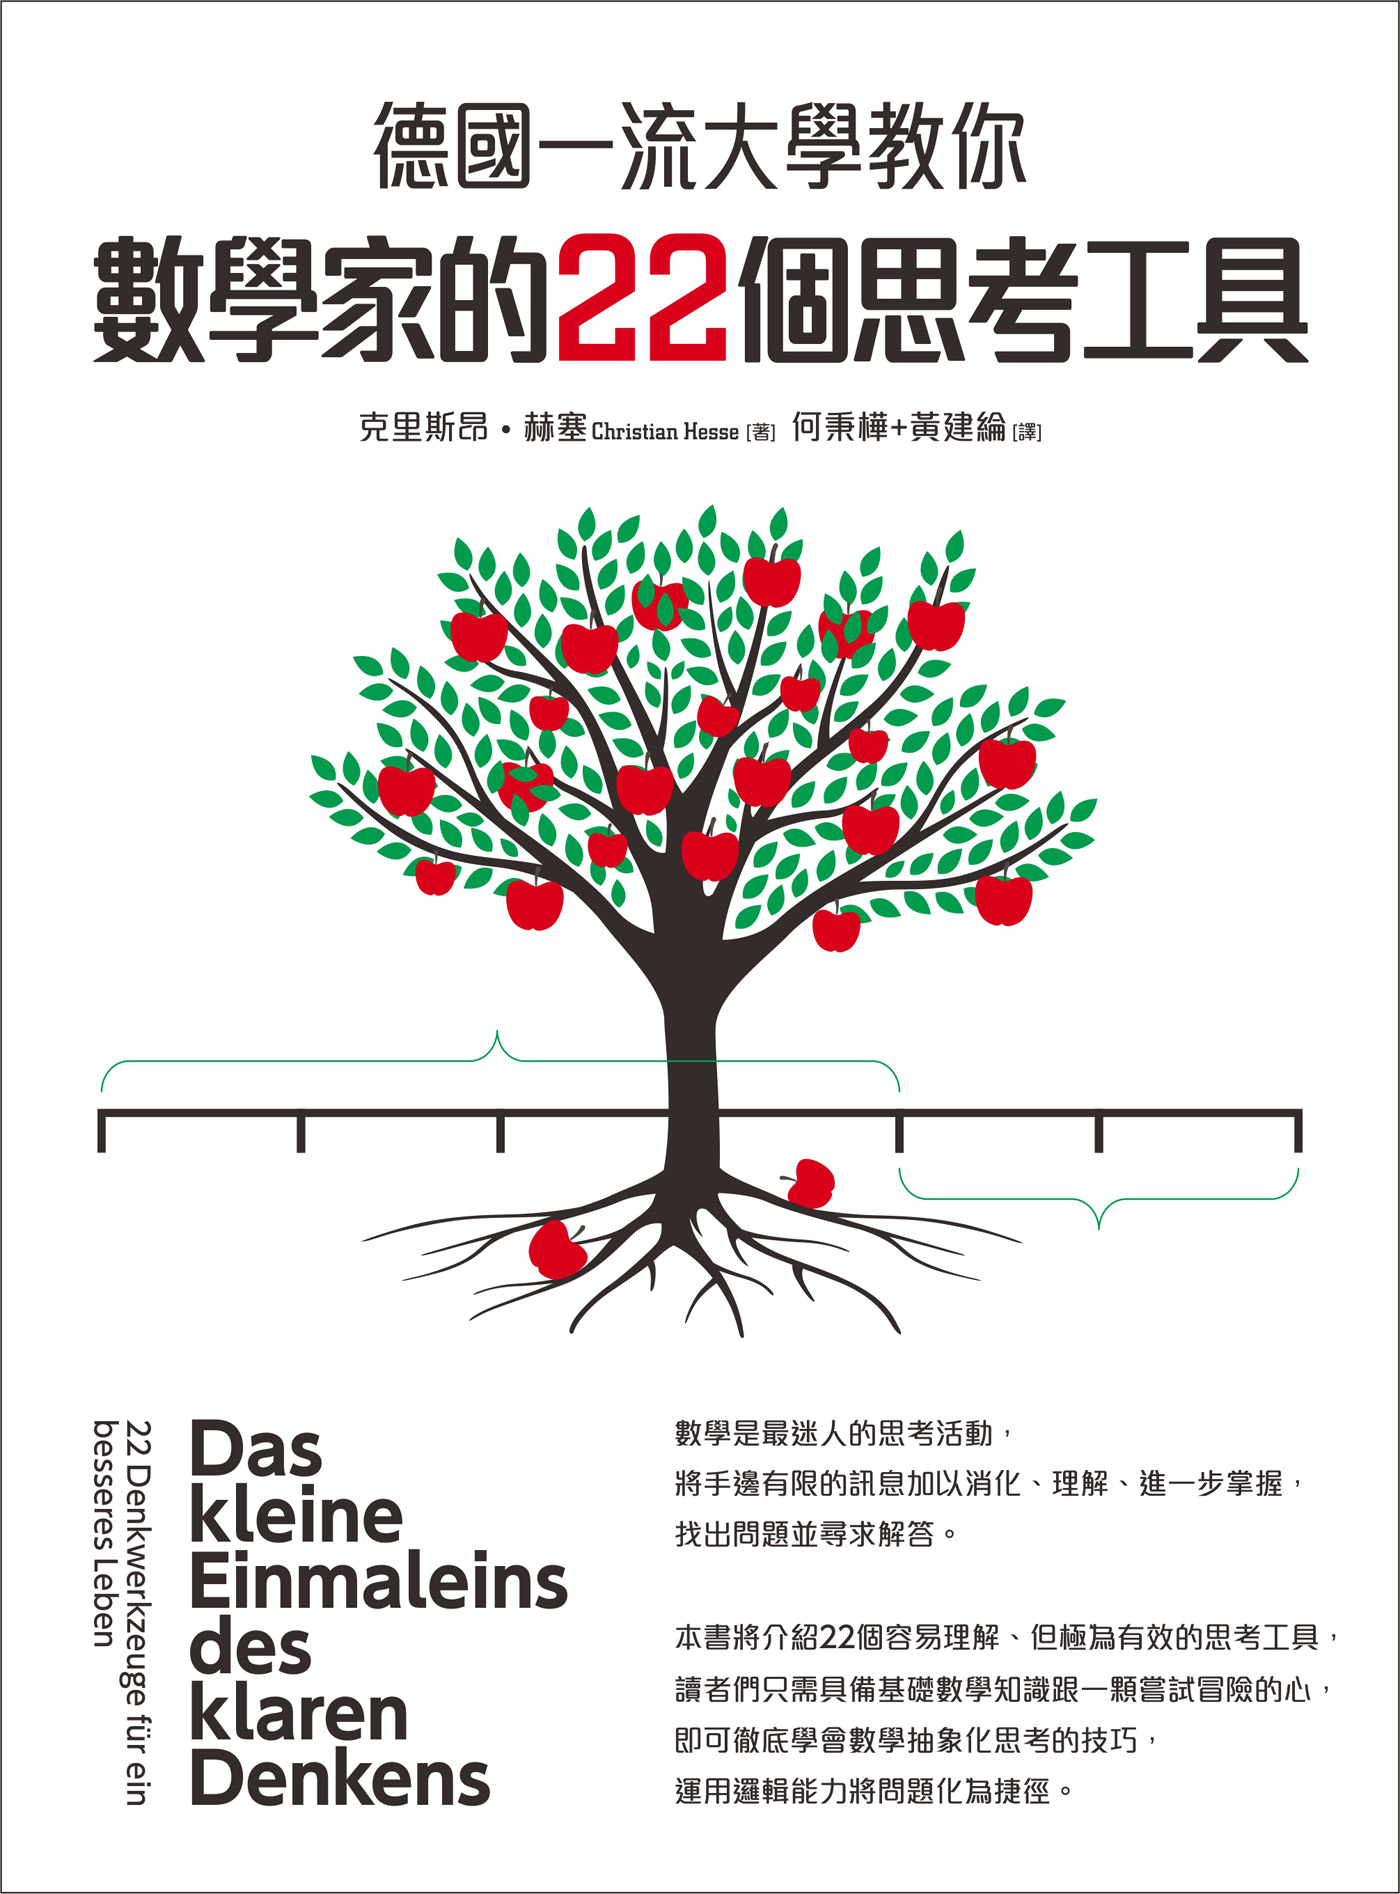 德國一流大學教你
數學家的22個思考工具
克里斯昂・赫塞 Christian Hesse [著] 何秉樺+黃建綸 [譯]
22 Denkwerkzeuge für ein
besseres Leben
Das
kleine
Einmaleins
des
klaren
Denkens
數學是最迷人的思考活動，
將手邊有限的訊息加以消化、理解、進一步掌握，
找出問題並尋求解答。
本書將介紹22個容易理解、但極為有效的思考工具，
讀者們只需具備基礎數學知識跟一顆嘗試冒險的心，
即可徹底學會數學抽象化思考的技巧，
運用邏輯能力將問題化為捷徑。